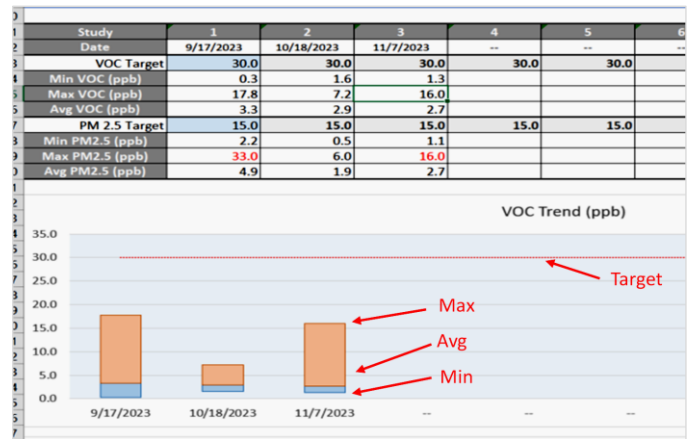 Study 1 2 3 4 5 6
Date 9/17/2023 10/18/2023 11/7/2023 -- --
VOC Target 30.0 30.0 30.0 30.0 30.0
Min VOC (ppb) 0.3 1.6 1.3
Max VOC (ppb) 17.8 7.2 16.0
Avg VOC (ppb) 3.3 2.9 2.7
PM 2.5 Target 15.0 15.0 15.0 15.0 15.0
Min PM2.5 (ppb) 2.2 0.5 1.1
Max PM2.5 (ppb) 33.0 6.0 16.0
Avg PM2.5 (ppb) 4.9 1.9 2.7
VOC Trend (ppb)
35.0
30.0
Target
25.0
20.0
Max
15.0
Avg
10.0
5.0
Min
0.0
9/17/2023 10/18/2023 11/7/2023 -- -- --